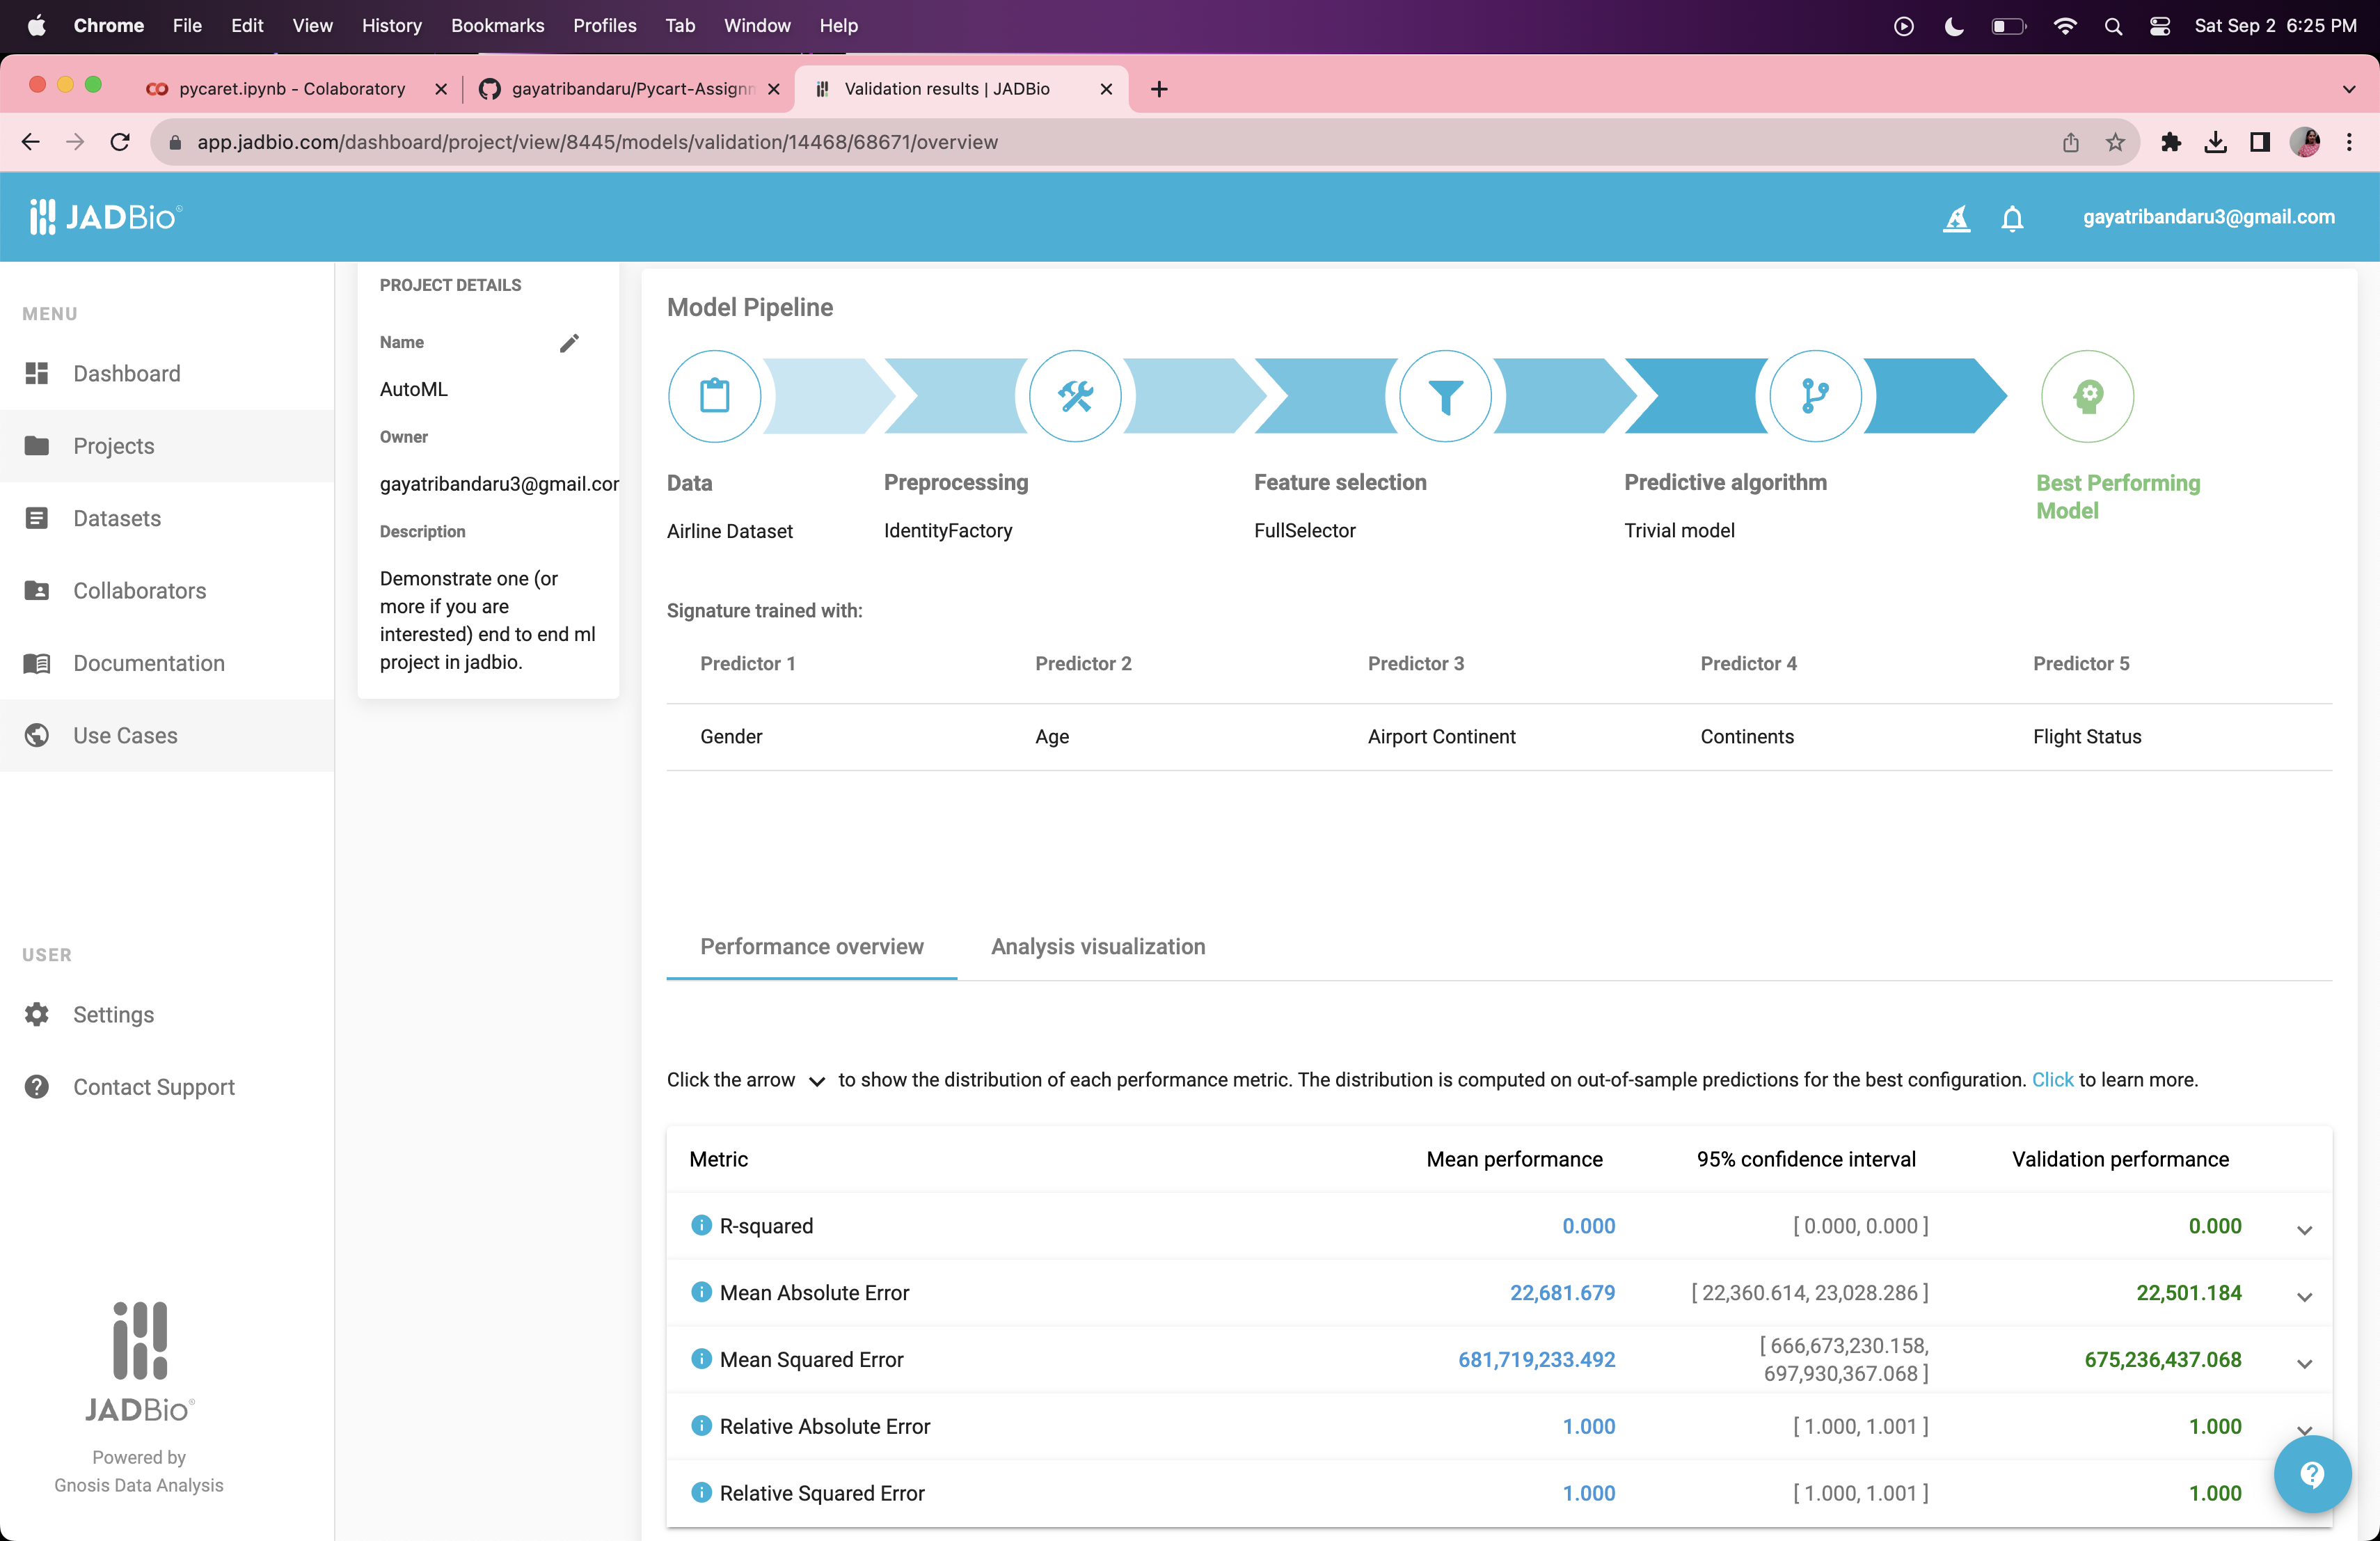 Chrome File Edit View History Bookmarks Profiles Tab Window Help Sat Sep 2 6:25 PM
pycaret.ipynb - Colaboratory gayatribandaru/Pycart-Assignn Validation results | JADBio
app.jadbio.com/dashboard/project/view/8445/models/validation/14468/68671/overview
JADBio gayatribandaru3@gmail.com
MENU
Dashboard
Projects
Datasets
Collaborators
Documentation
Use Cases
USER
Settings
Contact Support
JADBio
Powered by
Gnosis Data Analysis
PROJECT DETAILS
Name
AutoML
Owner
gayatribandaru3@gmail.cor
Description
Demonstrate one (or
more if you are
interested) end to end ml
project in jadbio.
Model Pipeline
Data Preprocessing Feature selection Predictive algorithm Best Performing
Model
Airline Dataset IdentityFactory FullSelector Trivial model
Signature trained with:
Predictor 1 Predictor 2 Predictor 3 Predictor 4 Predictor 5
Gender Age Airport Continent Continents Flight Status
Performance overview Analysis visualization
Click the arrow to show the distribution of each performance metric. The distribution is computed on out-of-sample predictions for the best configuration. Click to learn more.
Metric Mean performance 95% confidence interval Validation performance
R-squared 0.000 [ 0.000, 0.000 ] 0.000
Mean Absolute Error 22,681.679 [ 22,360.614, 23,028.286 ] 22,501.184
Mean Squared Error 681,719,233.492 [ 666,673,230.158, 675,236,437.068
697,930,367.068 ]
Relative Absolute Error 1.000 [ 1.000, 1.001 ] 1.000
Relative Squared Error 1.000 [ 1.000, 1.001 ] 1.000